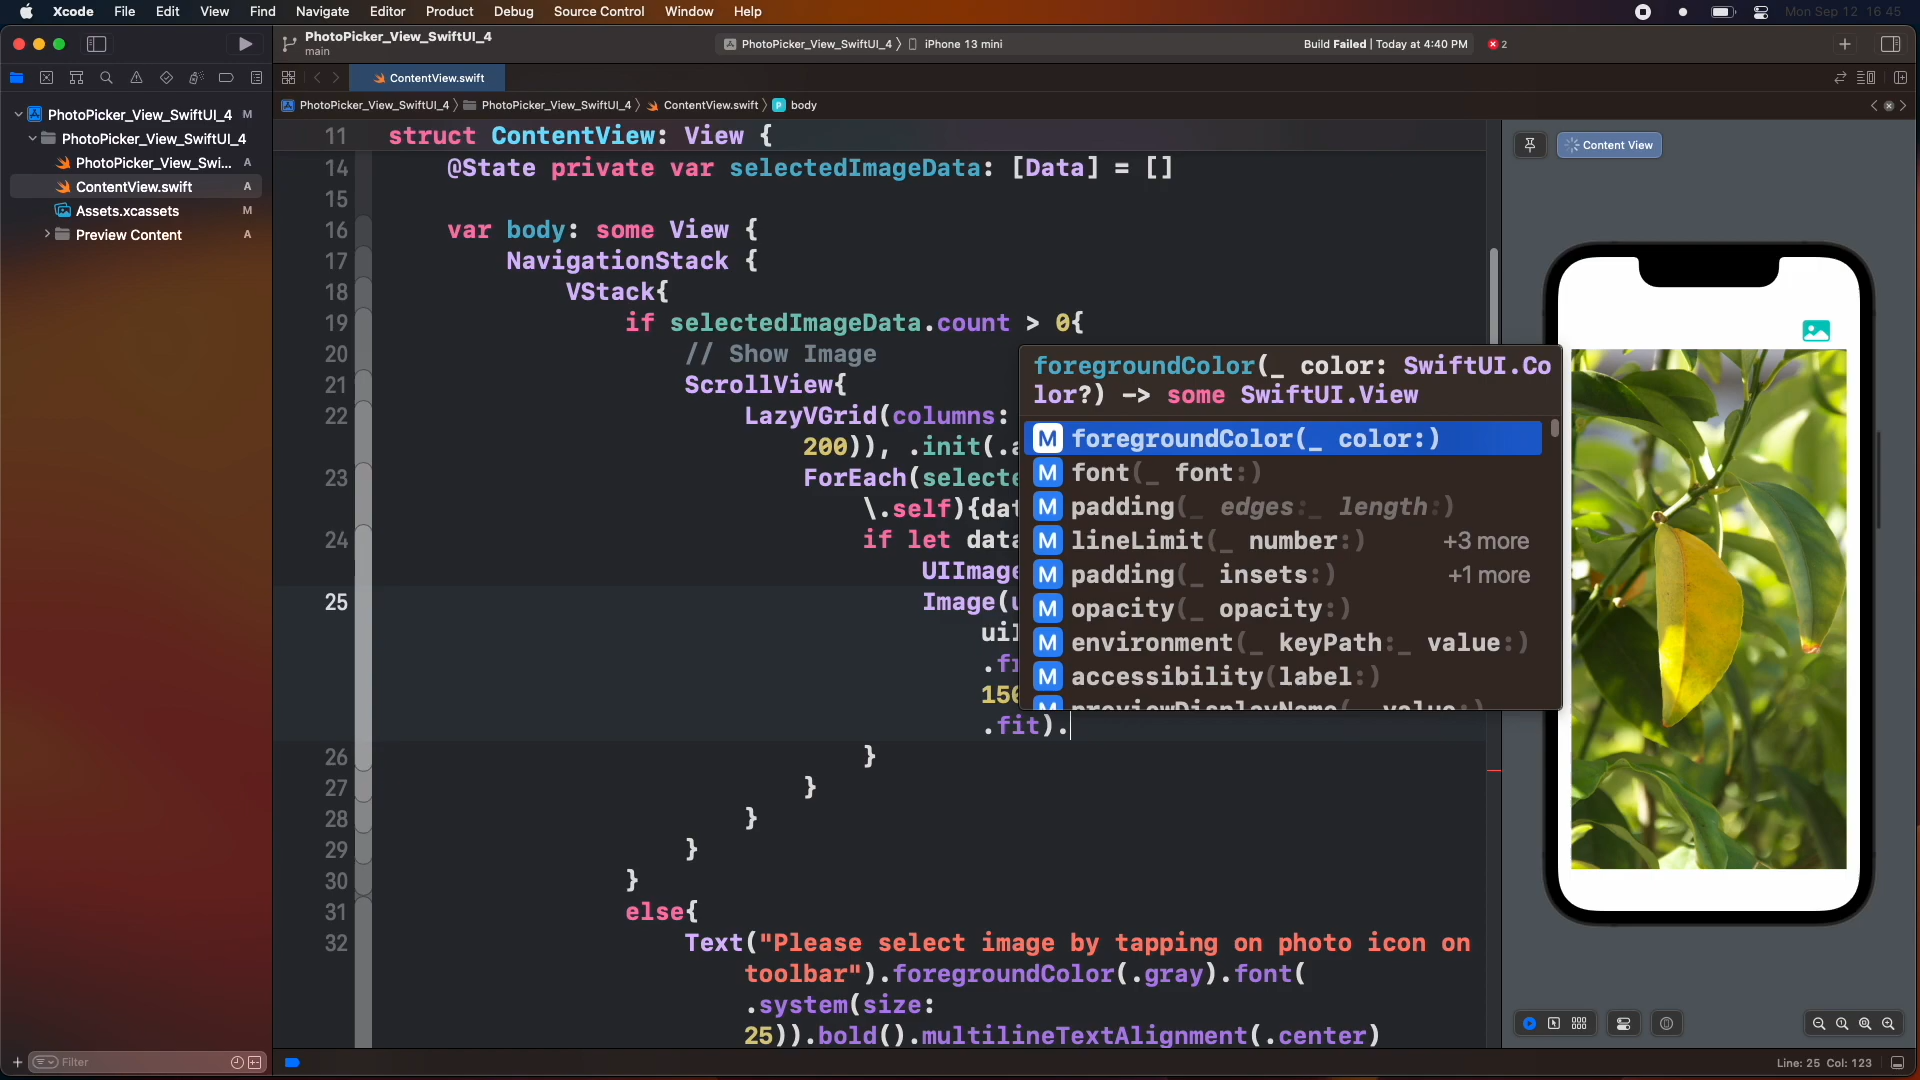 Xcode File Edit View Find Navigate Editor Product Debug Source Control Window Help Mon Sep 12 16 45
PhotoPicker_View_SwiftUI_4
main
PhotoPicker_View_SwiftUI_4 iPhone 13 mini
Build Failed | Today at 4:40 PM 2
ContentView.swift
PhotoPicker_View_SwiftUI_4 PhotoPicker_View_SwiftUI_4 ContentView.swift body
PhotoPicker_View_SwiftUI_4 M
PhotoPicker_View_SwiftUI_4
PhotoPicker_View_Swi... A
ContentView.swift A
Assets.xcassets M
Preview Content A
11 struct ContentView: View {
14 @State private var selectedImageData: [Data] = []
15
16 var body: some View {
17 NavigationStack {
18 VStack{
19 if selectedImageData.count > 0{
20 // Show Image
21 ScrollView{
22 LazyVGrid(columns:
200)), .init(.a
23 ForEach(selecte
\.self){dat
24 if let data
UIImage
25 Image(u
uiI
.fr
150
.fit).
26 }
27 }
28 }
29 }
30 }
31 else{
32 Text("Please select image by tapping on photo icon on
toolbar").foregroundColor(.gray).font(
.system(size:
25)).bold().multilineTextAlignment(.center)
foregroundColor(_ color: SwiftUI.Co
lor?) -> some SwiftUI.View
M foregroundColor(_ color:)
M font(_ font:)
M padding(_ edges:_ length:)
M lineLimit(_ number:) +3 more
M padding(_ insets:) +1 more
M opacity(_ opacity:)
M environment(_ keyPath:_ value:)
M accessibility(label:)
M previewDisplayName(_ value:)
Content View
Filter
Line: 25 Col: 123